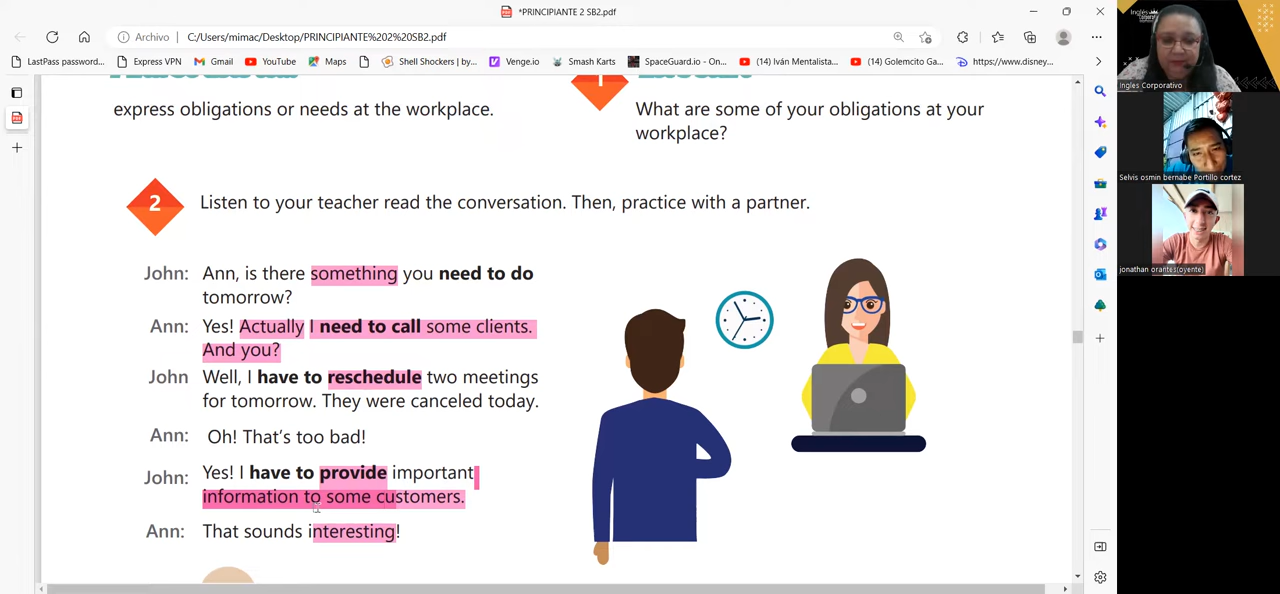 *PRINCIPIANTE 2 SB2.pdf
Archivo C:/Users/mimac/Desktop/PRINCIPIANTE%202%20SB2.pdf
LastPass password... Express VPN Gmail YouTube Maps Shell Shockers | by... Venge.io Smash Karts SpaceGuard.io - On... (14) Iván Mentalista... (14) Golemcito Ga... https://www.disney...
express obligations or needs at the workplace.
1
What are some of your obligations at your
workplace?
2 Listen to your teacher read the conversation. Then, practice with a partner.
John: Ann, is there something you need to do
tomorrow?
Ann: Yes! Actually I need to call some clients.
And you?
John Well, I have to reschedule two meetings
for tomorrow. They were canceled today.
Ann: Oh! That's too bad!
John: Yes! I have to provide important
information to some customers.
Ann: That sounds interesting!
Inglés
Ingles Corporativo
Selvis osmin bernabe Portillo cortez
jonathan orantes(oyente)